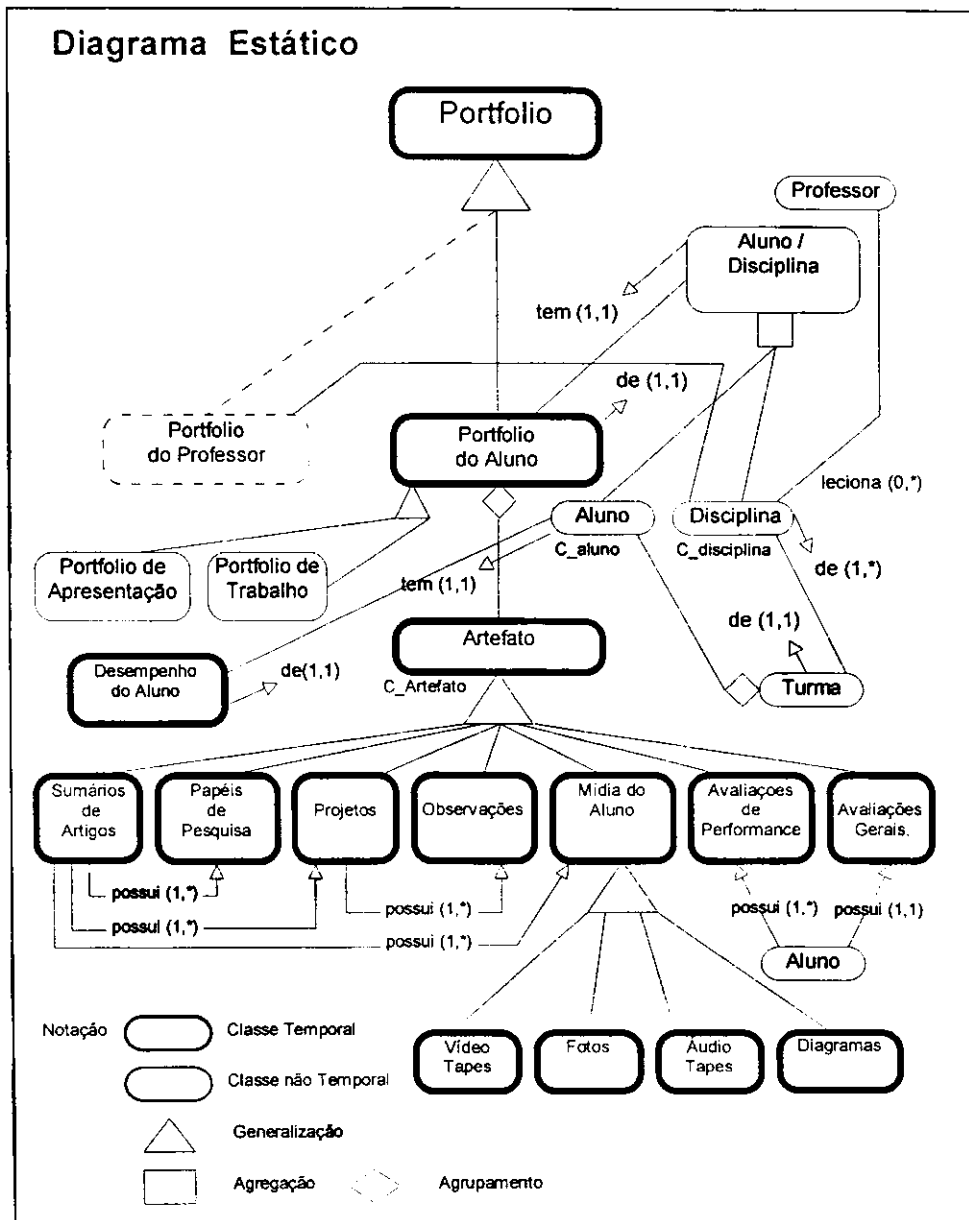 Diagrama Estático
Portfolio
Professor
Aluno /
Disciplina
tem (1,1)
de (1,1)
Portfolio
do Professor
Portfolio
do Aluno
leciona (0,*)
Aluno
Disciplina
C_aluno
C_disciplina
Portfolio de
Apresentação
Portfolio de
Trabalho
tem (1,1)
de (1,*)
de (1,1)
Artefato
C_Artefato
Desempenho
do Aluno
de(1,1)
Turma
Sumários
de
Artigos
Papéis
de
Pesquisa
Projetos
Observações
Mídia do
Aluno
Avaliaçoes
de
Performance
Avaliações
Gerais.
possui (1,*)
possui (1,*)
possui (1,*)
possui (1,*)
possui (1,*)
possui (1,1)
Aluno
Notação
Classe Temporal
Classe não Temporal
Generalização
Agregação
Agrupamento
Vídeo
Tapes
Fotos
Áudio
Tapes
Diagramas